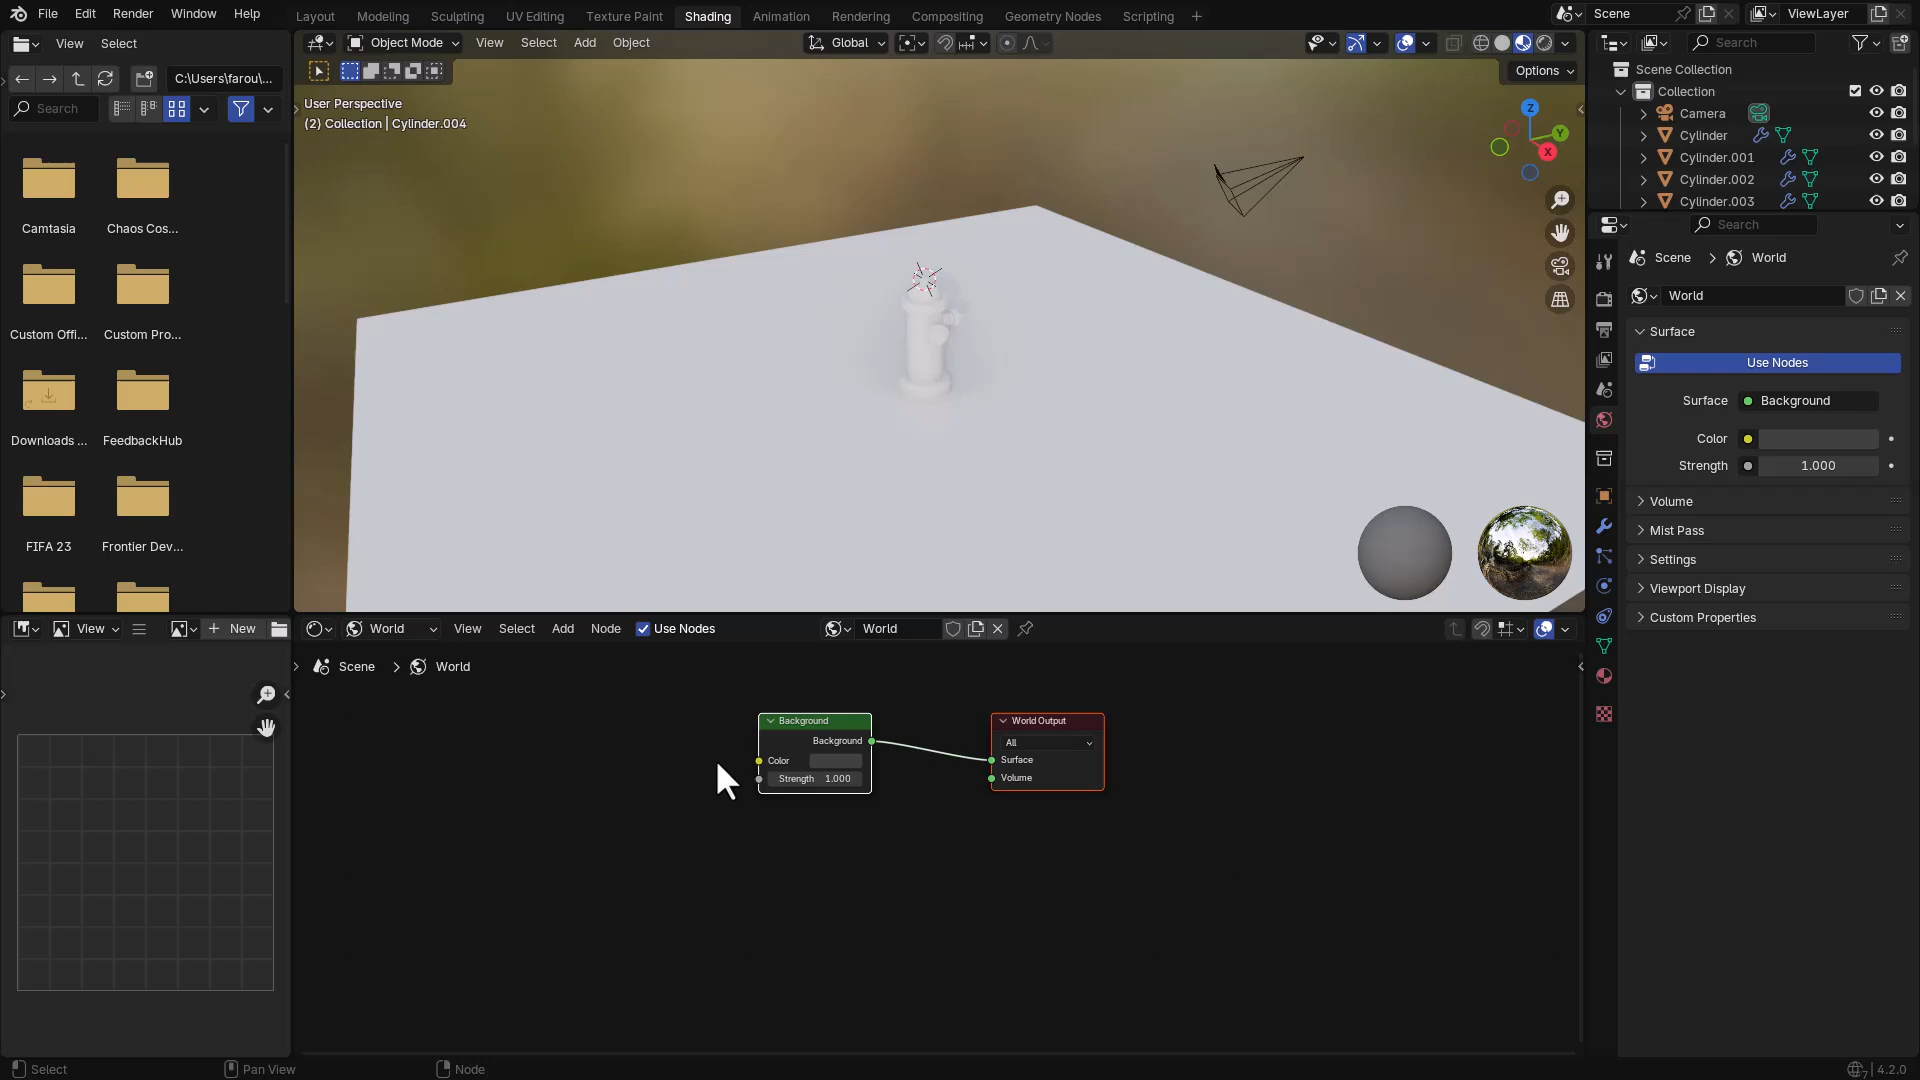 File Edit Render Window Help Layout Modeling Sculpting UV Editing Texture Paint Shading Animation Rendering Compositing Geometry Nodes Scripting Scene ViewLayer
View Select
Object Mode View Select Add Object Global
Search
C:\Users\farou\...
Search
Options
User Perspective
(2) Collection | Cylinder.004
Z
Y
X
Camtasia
Chaos Cos...
Custom Offi...
Custom Pro...
Downloads ...
FeedbackHub
FIFA 23
Frontier Dev...
Scene Collection
Collection
Camera
Cylinder
Cylinder.001
Cylinder.002
Cylinder.003
Search
Scene World
World
Surface
Use Nodes
Surface Background
Color
Strength 1.000
Volume
Mist Pass
Settings
Viewport Display
Custom Properties
View New
World View Select Add Node Use Nodes World
Scene World
Background
Background
Color
Strength 1.000
World Output
All
Surface
Volume
Select Pan View Node 4.2.0